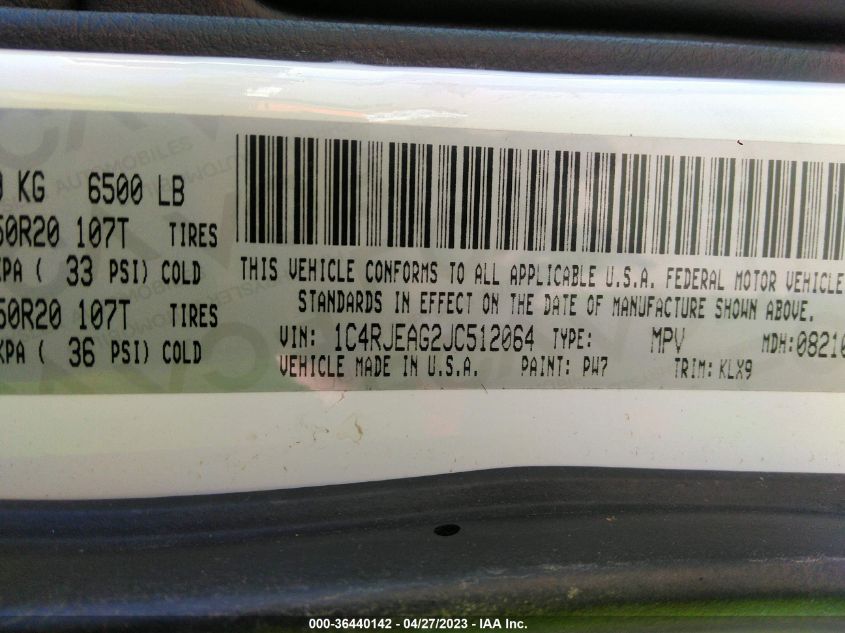 KG 6500 LB
50R20 107T TIRES
KPA ( 33 PSI) COLD
50R20 107T TIRES
KPA ( 36 PSI) COLD
THIS VEHICLE CONFORMS TO ALL APPLICABLE U.S.A. FEDERAL MOTOR VEHICLE
STANDARDS IN EFFECT ON THE DATE OF MANUFACTURE SHOWN ABOVE.
VIN: 1C4RJEAG2JC512064 TYPE: MPV MDH:08210
VEHICLE MADE IN U.S.A. PAINT: PW7 TRIM: KLX9
AUTOMOBILES
000-36440142 - 04/27/2023 - IAA Inc.